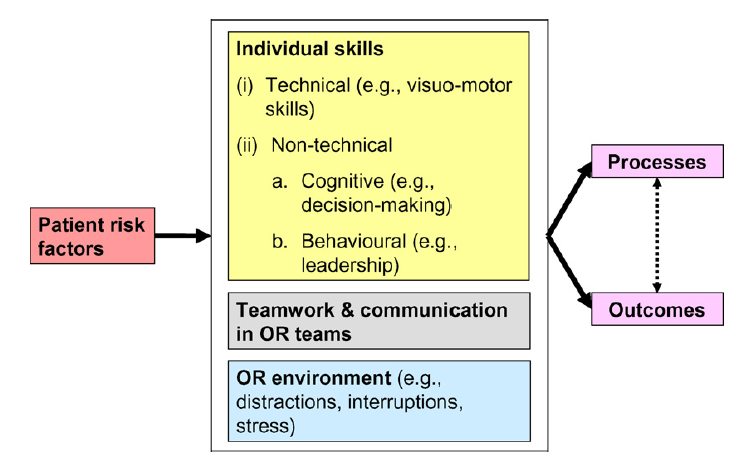 Individual skills
(i) Technical (e.g., visuo-motor
skills)
(ii) Non-technical
a. Cognitive (e.g.,
decision-making)
b. Behavioural (e.g.,
leadership)
Patient risk
factors
Teamwork & communication
in OR teams
OR environment (e.g.,
distractions, interruptions,
stress)
Processes
Outcomes